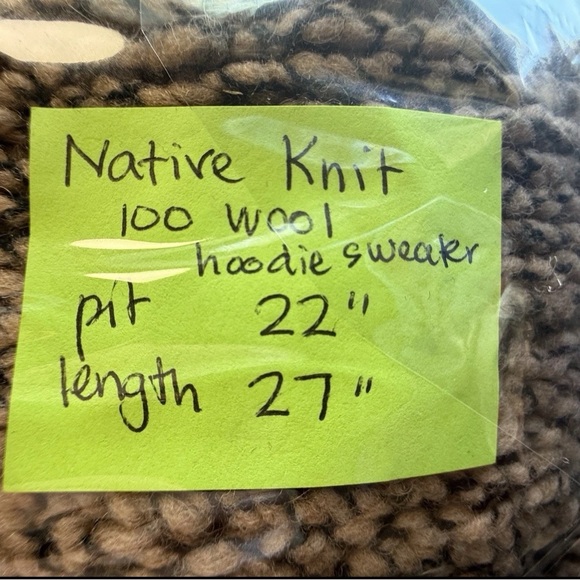 Native Knit
100 wool
hoodie sweater
pit 22"
length 27"